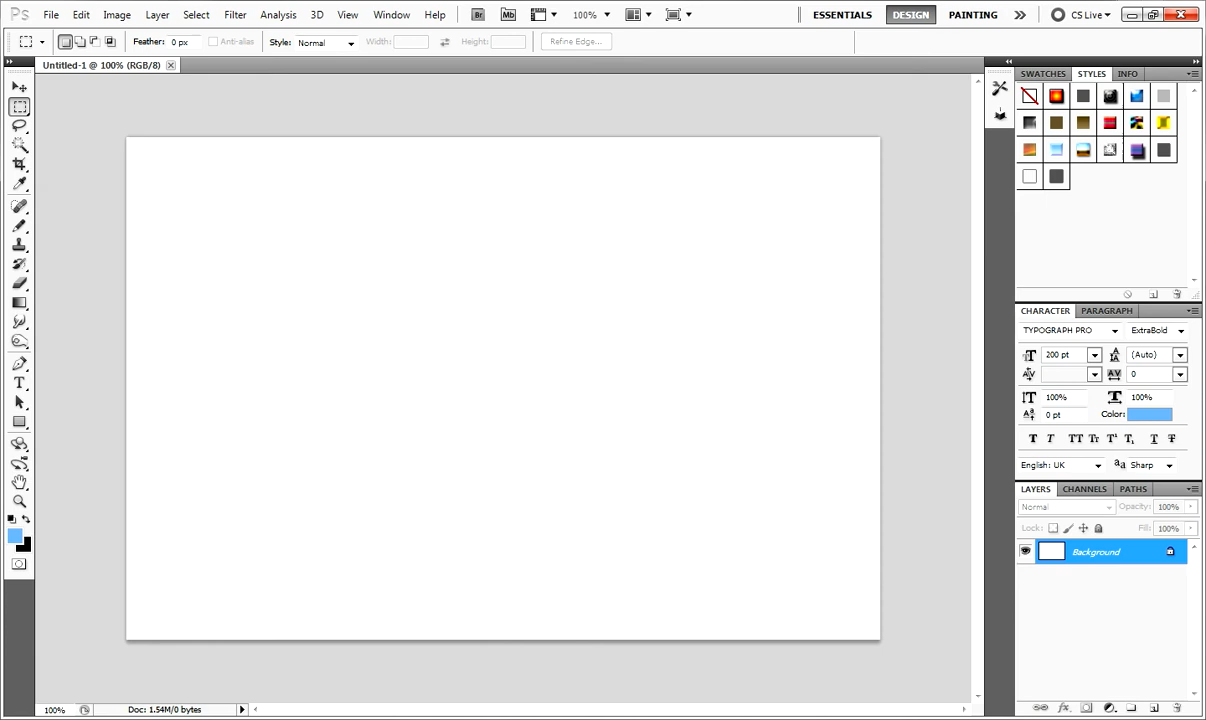 Ps File Edit Image Layer Select Filter Analysis 3D View Window Help Br Mb 100% ESSENTIALS DESIGN PAINTING CS Live
Feather: 0 px Anti-alias Style: Normal Width: Height: Refine Edge...
Untitled-1 @ 100% (RGB/8)
SWATCHES STYLES INFO
CHARACTER PARAGRAPH
TYPOGRAPH PRO ExtraBold
200 pt (Auto)
0
100% 100%
0 pt Color:
English: UK Sharp
LAYERS CHANNELS PATHS
Normal Opacity: 100%
Lock: Fill: 100%
Background
100% Doc: 1.54M/0 bytes